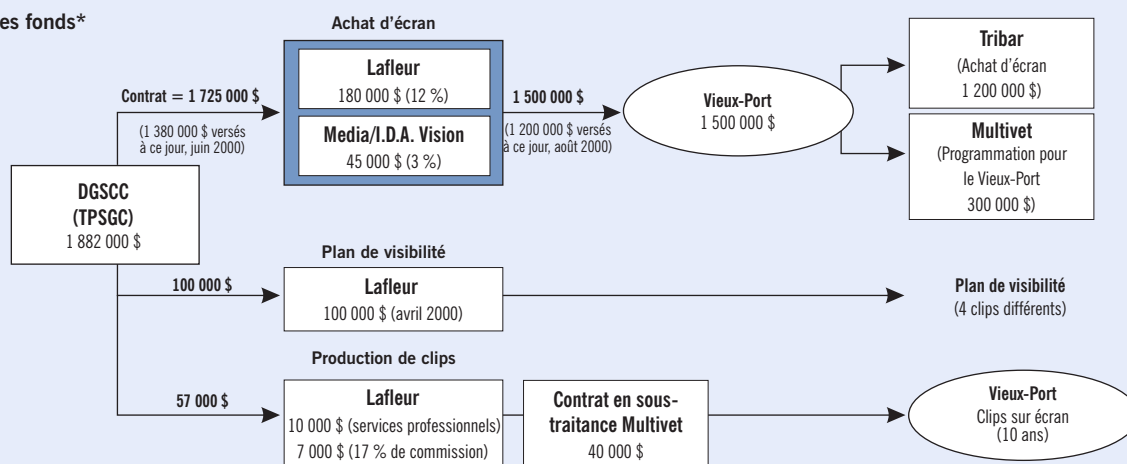 es fonds*
Achat d'écran
Contrat = 1 725 000 $
(1 380 000 $ versés
à ce jour, juin 2000)
Lafleur
180 000 $ (12 %)
Media/I.D.A. Vision
45 000 $ (3 %)
1 500 000 $
(1 200 000 $ versés
à ce jour, août 2000)
Vieux-Port
1 500 000 $
Tribar
(Achat d'écran
1 200 000 $)
Multivet
(Programmation pour
le Vieux-Port
300 000 $)
DGSCC
(TPSGC)
1 882 000 $
Plan de visibilité
100 000 $
Lafleur
100 000 $ (avril 2000)
Plan de visibilité
(4 clips différents)
Production de clips
57 000 $
Lafleur
10 000 $ (services professionnels)
7 000 $ (17 % de commission)
Contrat en sous-
traitance Multivet
40 000 $
Vieux-Port
Clips sur écran
(10 ans)